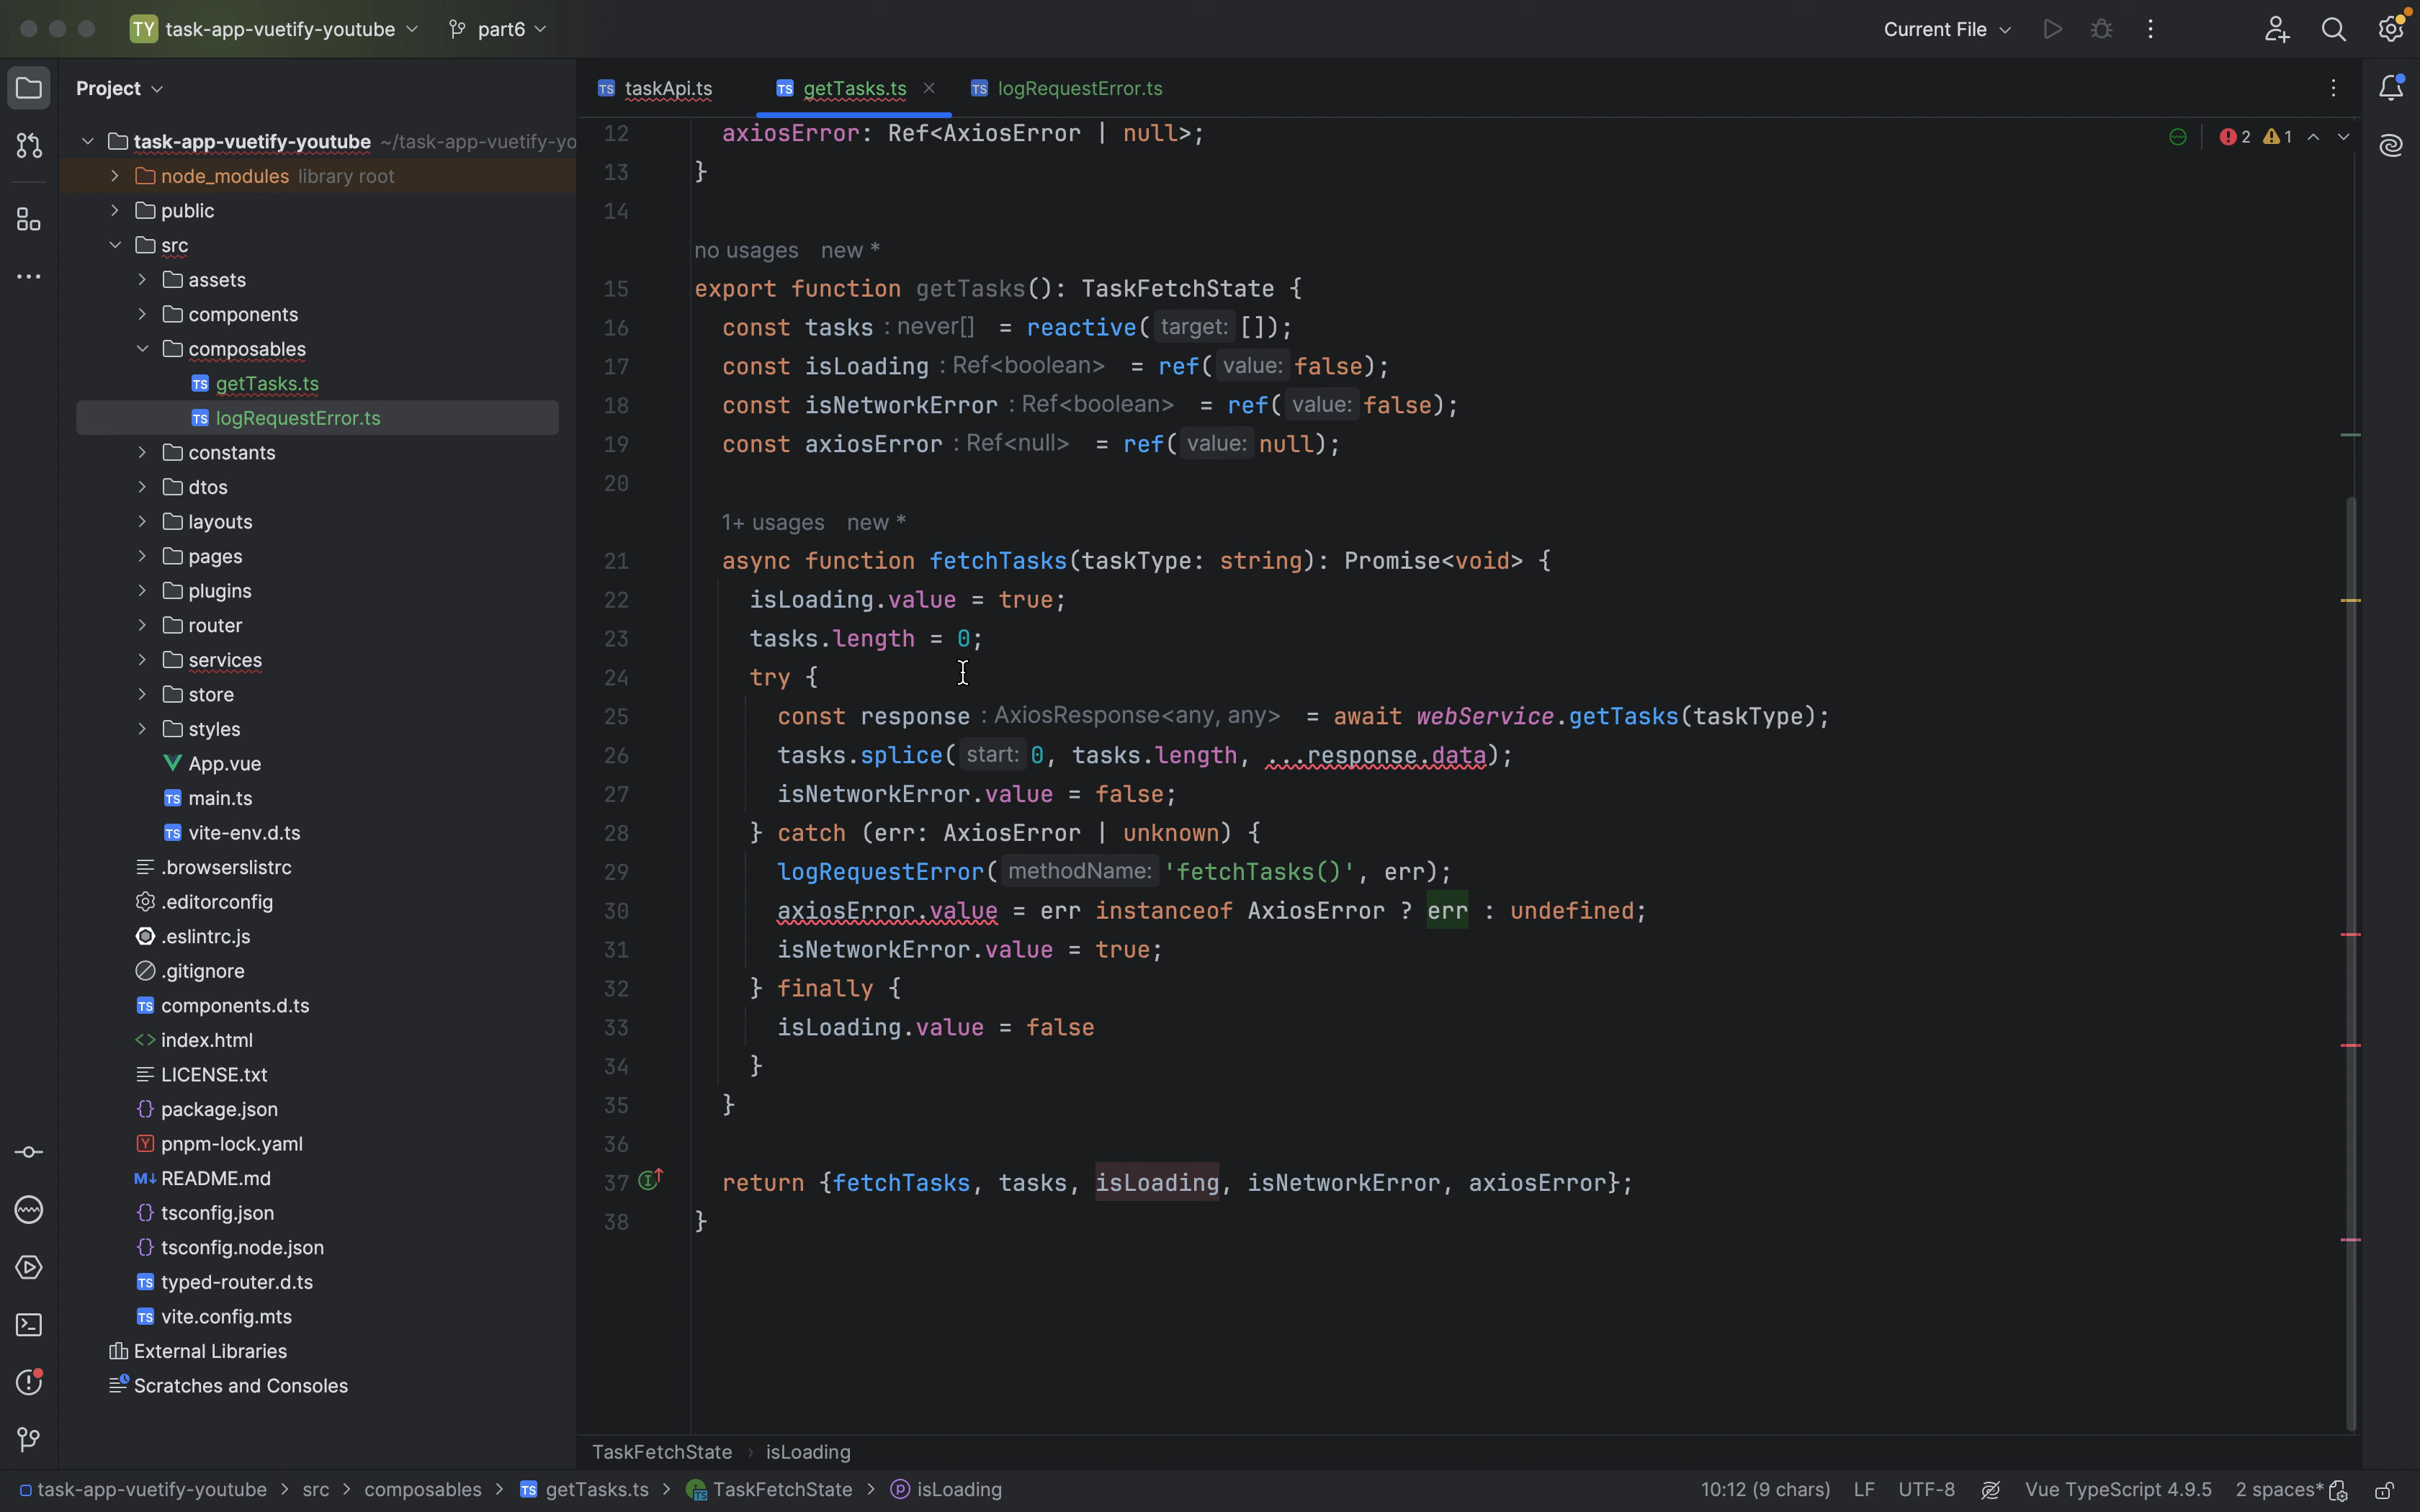 TY task-app-vuetify-youtube part6 Current File
Project
taskApi.ts getTasks.ts logRequestError.ts
task-app-vuetify-youtube ~/task-app-vuetify-yo
node_modules library root
public
src
assets
components
composables
getTasks.ts
logRequestError.ts
constants
dtos
layouts
pages
plugins
router
services
store
styles
App.vue
main.ts
vite-env.d.ts
.browserslistrc
.editorconfig
.eslintrc.js
.gitignore
components.d.ts
index.html
LICENSE.txt
package.json
pnpm-lock.yaml
README.md
tsconfig.json
tsconfig.node.json
typed-router.d.ts
vite.config.mts
External Libraries
Scratches and Consoles
2 1
12 axiosError: Ref<AxiosError | null>;
13 }
14
no usages new *
15 export function getTasks(): TaskFetchState {
16 const tasks : never[] = reactive( target: []);
17 const isLoading : Ref<boolean> = ref( value: false);
18 const isNetworkError : Ref<boolean> = ref( value: false);
19 const axiosError : Ref<null> = ref( value: null);
20
1+ usages new *
21 async function fetchTasks(taskType: string): Promise<void> {
22 isLoading.value = true;
23 tasks.length = 0;
24 try {
25 const response : AxiosResponse<any, any> = await webService.getTasks(taskType);
26 tasks.splice( start: 0, tasks.length, ...response.data);
27 isNetworkError.value = false;
28 } catch (err: AxiosError | unknown) {
29 logRequestError( methodName: 'fetchTasks()', err);
30 axiosError.value = err instanceof AxiosError ? err : undefined;
31 isNetworkError.value = true;
32 } finally {
33 isLoading.value = false
34 }
35 }
36
37 return {fetchTasks, tasks, isLoading, isNetworkError, axiosError};
38 }
TaskFetchState › isLoading
task-app-vuetify-youtube > src > composables > getTasks.ts > TaskFetchState > isLoading 10:12 (9 chars) LF UTF-8 Vue TypeScript 4.9.5 2 spaces*